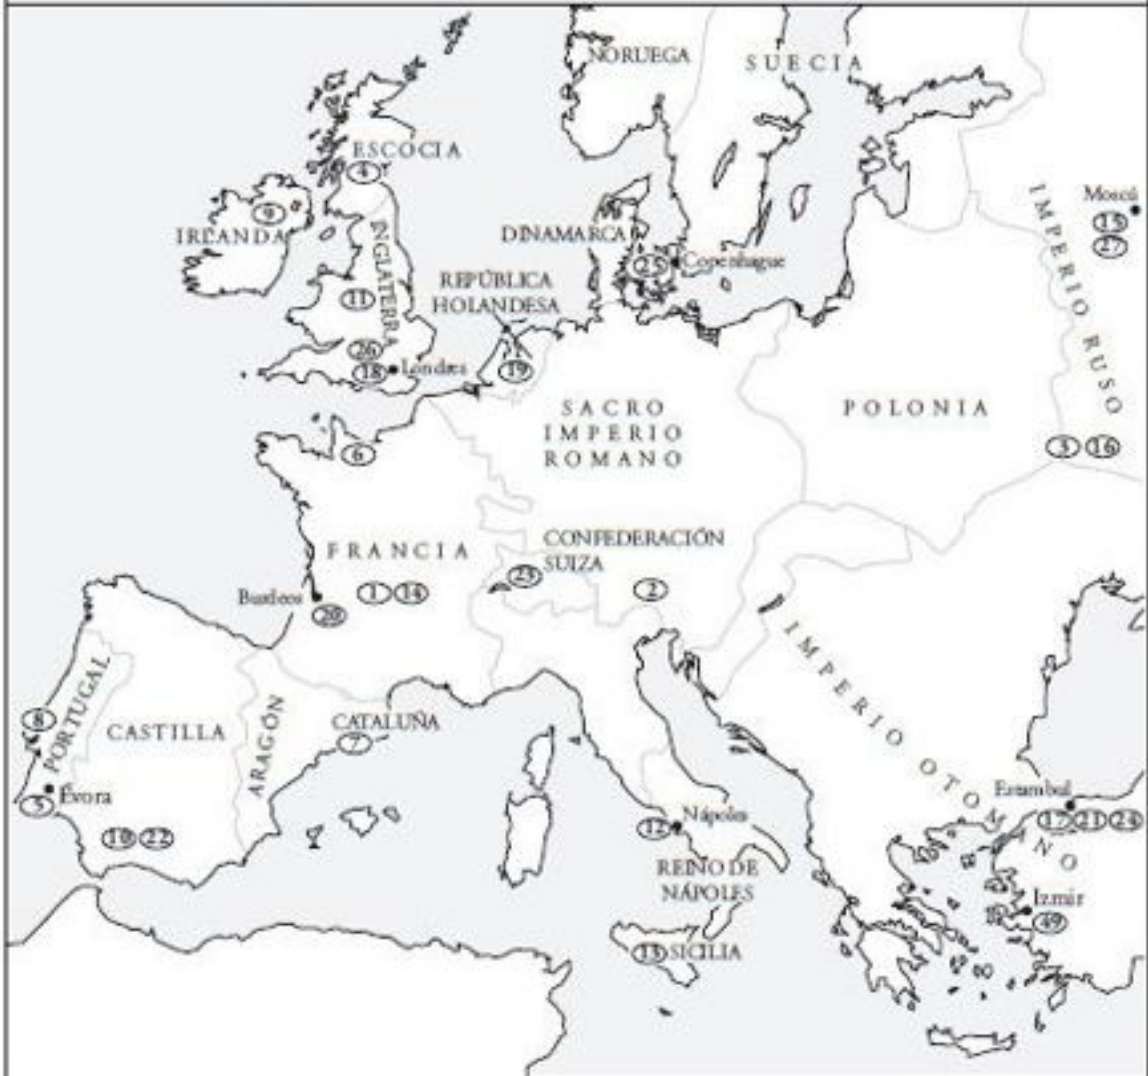 NORUEGA
SUECIA
ESCOCIA
4
Moscú
15
27
9
IRLANDA
INGLATERRA
DINAMARCA
25
Copenhague
IMPERIO RUSO
REPÚBLICA
HOLANDESA
11
26
18
Londres
19
SACRO
IMPERIO
ROMANO
POLONIA
6
16
FRANCIA
CONFEDERACIÓN
SUIZA
23
Burdeos
1
14
2
20
IMPERIO OTOMANO
PORTUGAL
8
CASTILLA
ARAGÓN
CATALUÑA
7
Évora
5
10
22
Estambul
17
21
24
12
Nápoles
REINO DE
NÁPOLES
Izmir
49
13
SICILIA